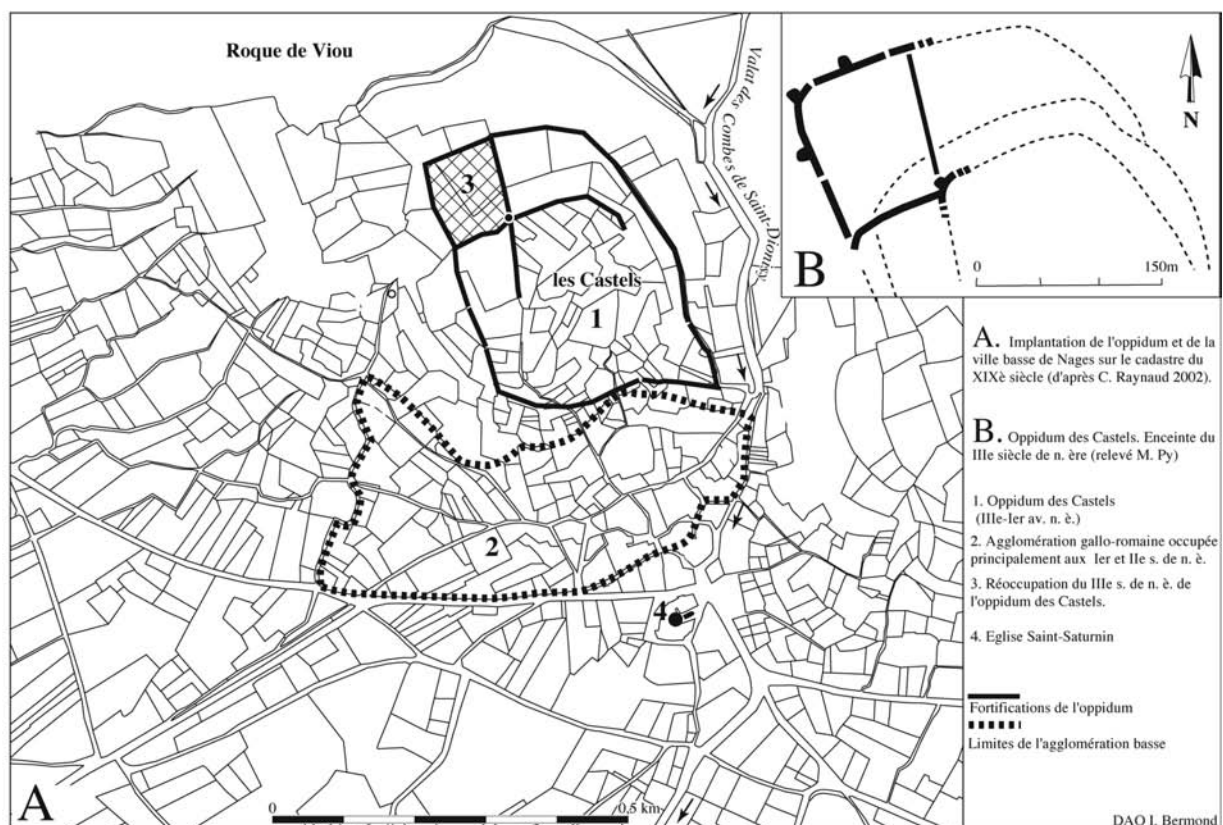 Roque de Viou
Valat des Combes de Saint-Dionisy
3
les Castels
1
2
4
A
0
0,5 km
B
N
0
150m
A. Implantation de l'oppidum et de la
ville basse de Nages sur le cadastre du
XIXè siècle (d'après C. Raynaud 2002).
B. Oppidum des Castels. Enceinte du
IIIe siècle de n. ère (relevé M. Py)
1. Oppidum des Castels
(IIIe-Ier av. n. è.)
2. Agglomération gallo-romaine occupée
principalement aux Ier et IIe s. de n. è.
3. Réoccupation du IIIe s. de n. è. de
l'oppidum des Castels.
4. Eglise Saint-Saturnin
Fortifications de l'oppidum
Limites de l'agglomération basse
DAO I. Bermond